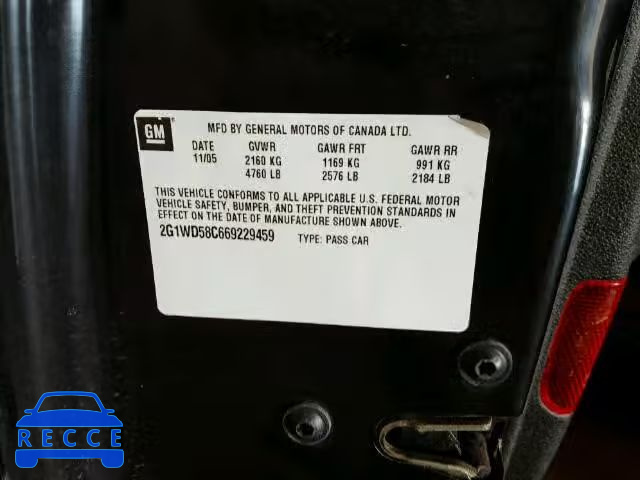 GM
MFD BY GENERAL MOTORS OF CANADA LTD.
DATE GVWR GAWR FRT GAWR RR
11/05 2160 KG 1169 KG 991 KG
4760 LB 2576 LB 2184 LB
THIS VEHICLE CONFORMS TO ALL APPLICABLE U.S. FEDERAL MOTOR
VEHICLE SAFETY, BUMPER, AND THEFT PREVENTION STANDARDS IN
EFFECT ON THE DATE OF MANUFACTURE SHOWN ABOVE.
2G1WD58C669229459 TYPE: PASS CAR
RECCE